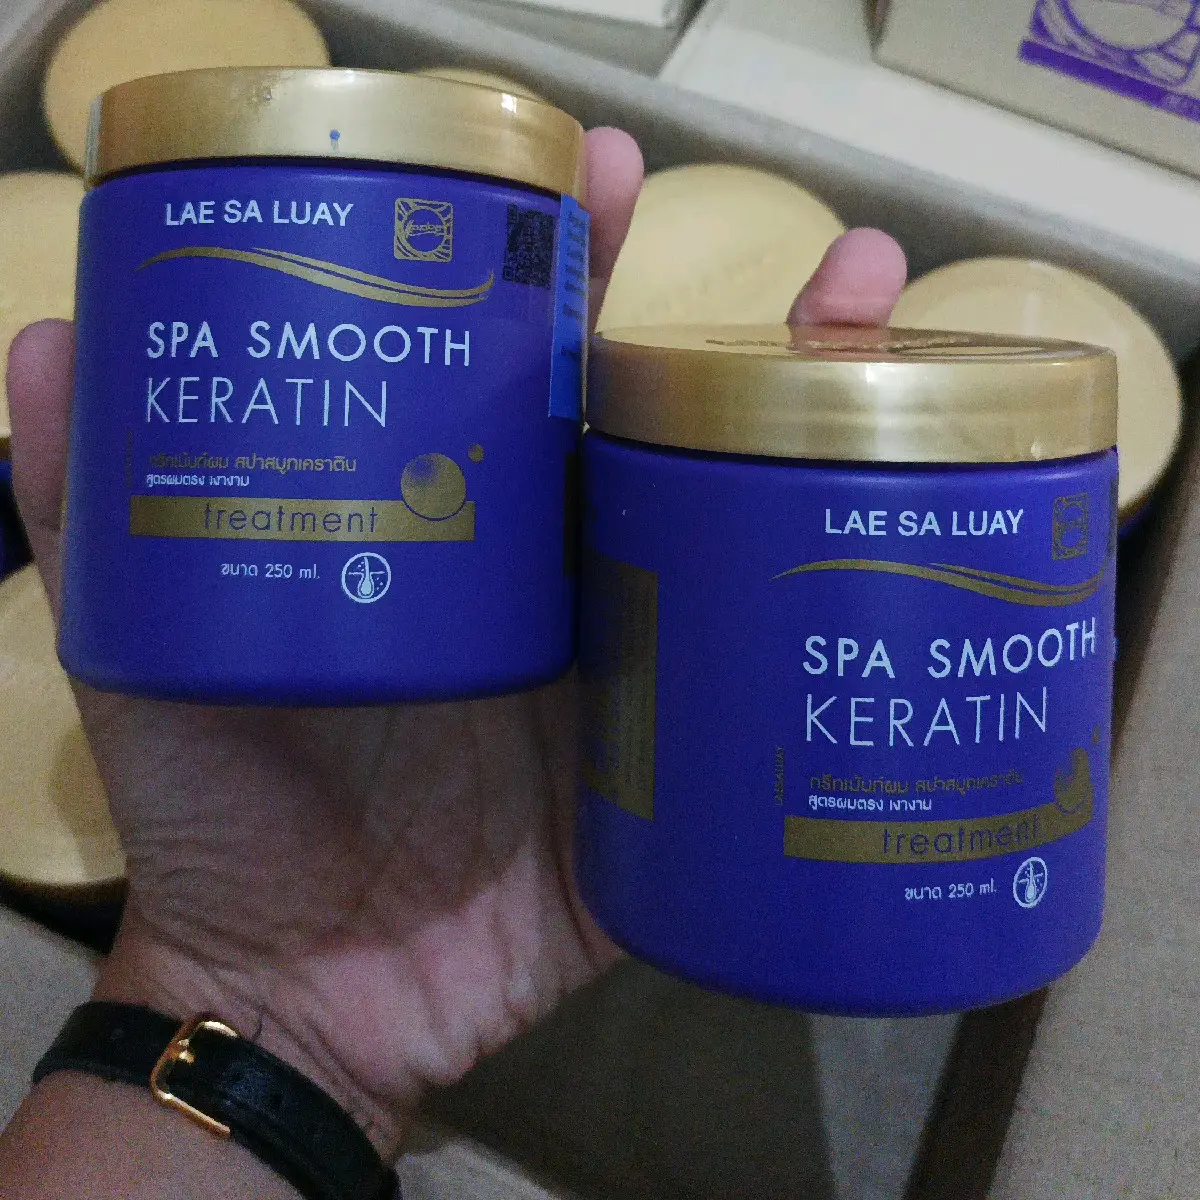 LAE SA LUAY
SPA SMOOTH
KERATIN
ทรีทเม้นท์ผม สปาสมูทเคราติน
สูตรผมตรง เงางาม
treatment
ขนาด 250 ml.
LAE SA LUAY
SPA SMOOTH
KERATIN
ทรีทเม้นท์ผม สปาสมูทเคราติน
สูตรผมตรง เงางาม
treatment
ขนาด 250 ml.